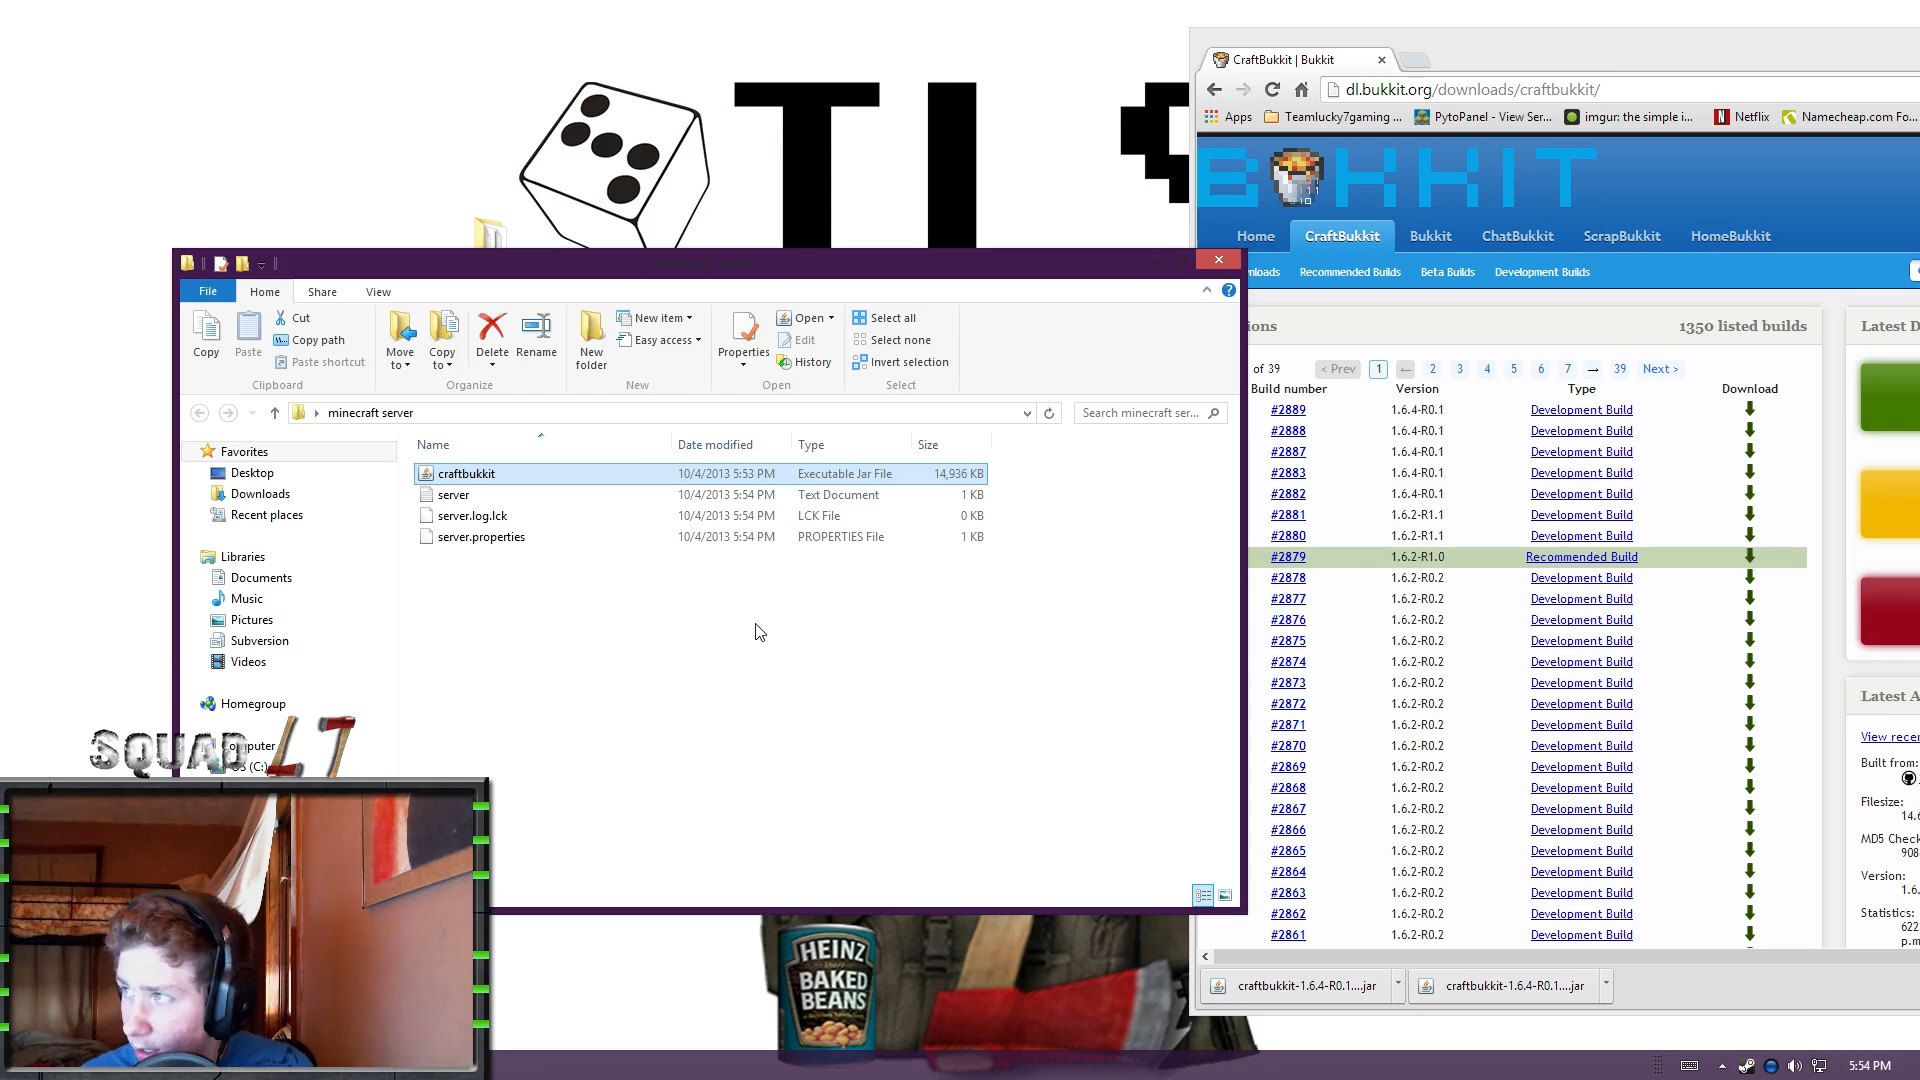 TL
CraftBukkit | Bukkit
dl.bukkit.org/downloads/craftbukkit/
Apps Teamlucky7gaming ... PytoPanel - View Ser... imgur: the simple i... Netflix Namecheap.com Fo...
BUKKIT
Home CraftBukkit Bukkit ChatBukkit ScrapBukkit HomeBukkit
nloads Recommended Builds Beta Builds Development Builds
File Home Share View
Copy Paste Cut Copy path Paste shortcut
Move to Copy to Delete Rename
New folder New item Easy access
Properties Open Edit History
Select all Select none Invert selection
Clipboard Organize New Open Select
minecraft server
Search minecraft ser...
Name Date modified Type Size
craftbukkit 10/4/2013 5:53 PM Executable Jar File 14,936 KB
server 10/4/2013 5:54 PM Text Document 1 KB
server.log.lck 10/4/2013 5:54 PM LCK File 0 KB
server.properties 10/4/2013 5:54 PM PROPERTIES File 1 KB
Favorites
Desktop
Downloads
Recent places
Libraries
Documents
Music
Pictures
Subversion
Videos
Homegroup
Computer
OS (C:)
SQUAD L7
ions 1350 listed builds Latest D
of 39 < Prev 1 ← 2 3 4 5 6 7 → 39 Next >
Build number Version Type Download
#2889 1.6.4-R0.1 Development Build
#2888 1.6.4-R0.1 Development Build
#2887 1.6.4-R0.1 Development Build
#2883 1.6.4-R0.1 Development Build
#2882 1.6.4-R0.1 Development Build
#2881 1.6.2-R1.1 Development Build
#2880 1.6.2-R1.1 Development Build
#2879 1.6.2-R1.0 Recommended Build
#2878 1.6.2-R0.2 Development Build
#2877 1.6.2-R0.2 Development Build
#2876 1.6.2-R0.2 Development Build
#2875 1.6.2-R0.2 Development Build
#2874 1.6.2-R0.2 Development Build
#2873 1.6.2-R0.2 Development Build
#2872 1.6.2-R0.2 Development Build
#2871 1.6.2-R0.2 Development Build
#2870 1.6.2-R0.2 Development Build
#2869 1.6.2-R0.2 Development Build
#2868 1.6.2-R0.2 Development Build
#2867 1.6.2-R0.2 Development Build
#2866 1.6.2-R0.2 Development Build
#2865 1.6.2-R0.2 Development Build
#2864 1.6.2-R0.2 Development Build
#2863 1.6.2-R0.2 Development Build
#2862 1.6.2-R0.2 Development Build
#2861 1.6.2-R0.2 Development Build
Latest A
View recen
Built from:
Filesize:
14.6
MD5 Check
908
Version:
1.6.
Statistics:
622
p.m
craftbukkit-1.6.4-R0.1....jar craftbukkit-1.6.4-R0.1....jar
HEINZ
BAKED
BEANS
5:54 PM